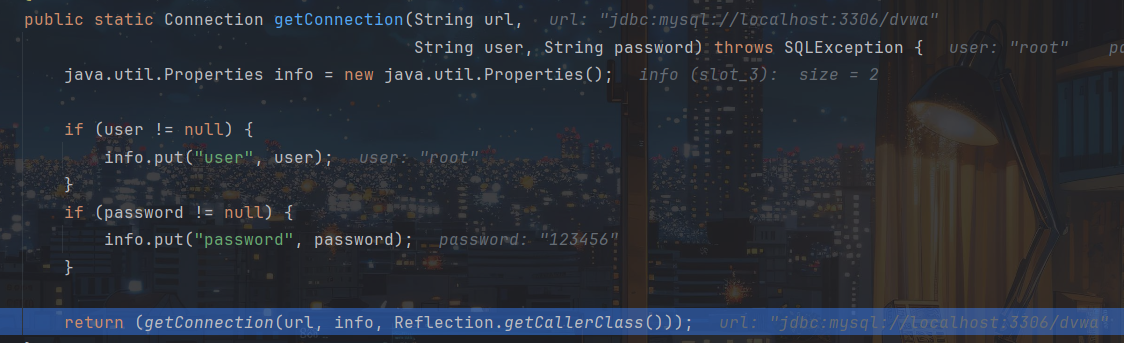 public static Connection getConnection(String url,   url: "jdbc:mysql://localhost:3306/dvwa"
String user, String password) throws SQLException {   user: "root"   pa
java.util.Properties info = new java.util.Properties();   info (slot_3):  size = 2
if (user != null) {
info.put("user", user);   user: "root"
}
if (password != null) {
info.put("password", password);   password: "123456"
}
return (getConnection(url, info, Reflection.getCallerClass()));   url: "jdbc:mysql://localhost:3306/dvwa"